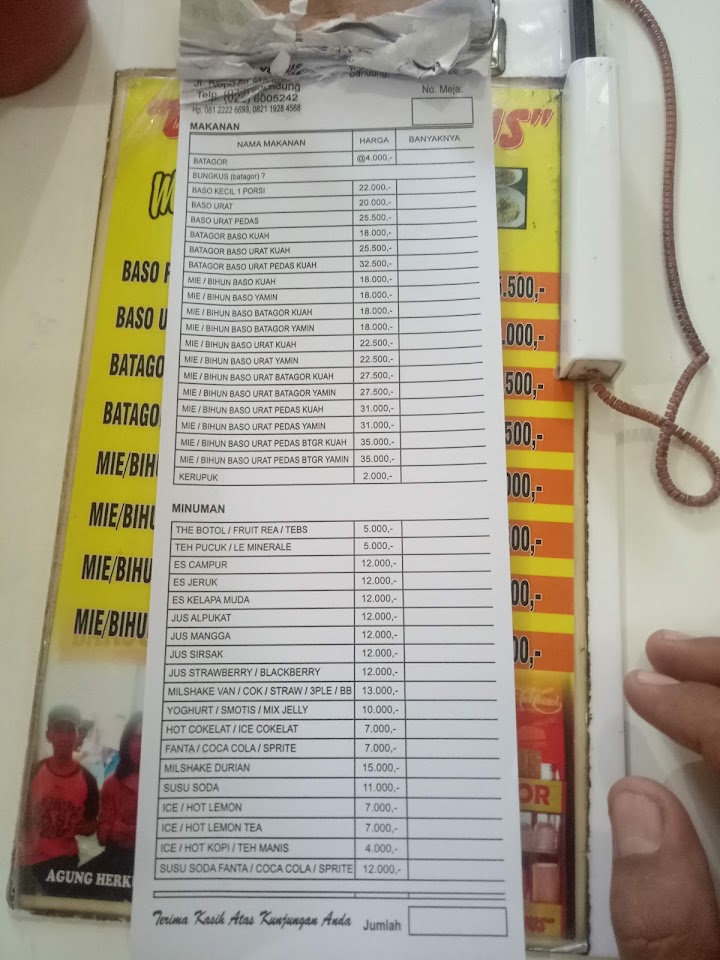 Telp. (022) 6005242
Hp. 081 2222 6693, 0821 1928 4568
No. Meja:
MAKANAN
NAMA MAKANAN HARGA BANYAKNYA
BATAGOR @4.000,-
BUNGKUS (batagor) ?
BASO KECIL 1 PORSI 22.000,-
BASO URAT 20.000,-
BASO URAT PEDAS 25.500,-
BATAGOR BASO KUAH 18.000,-
BATAGOR BASO URAT KUAH 25.500,-
BATAGOR BASO URAT PEDAS KUAH 32.500,-
MIE / BIHUN BASO KUAH 18.000,-
MIE / BIHUN BASO YAMIN 18.000,-
MIE / BIHUN BASO BATAGOR KUAH 18.000,-
MIE / BIHUN BASO BATAGOR YAMIN 18.000,-
MIE / BIHUN BASO URAT KUAH 22.500,-
MIE / BIHUN BASO URAT YAMIN 22.500,-
MIE / BIHUN BASO URAT BATAGOR KUAH 27.500,-
MIE / BIHUN BASO URAT BATAGOR YAMIN 27.500,-
MIE / BIHUN BASO URAT PEDAS KUAH 31.000,-
MIE / BIHUN BASO URAT PEDAS YAMIN 31.000,-
MIE / BIHUN BASO URAT PEDAS BTGR KUAH 35.000,-
MIE / BIHUN BASO URAT PEDAS BTGR YAMIN 35.000,-
KERUPUK 2.000,-
MINUMAN
THE BOTOL / FRUIT REA / TEBS 5.000,-
TEH PUCUK / LE MINERALE 5.000,-
ES CAMPUR 12.000,-
ES JERUK 12.000,-
ES KELAPA MUDA 12.000,-
JUS ALPUKAT 12.000,-
JUS MANGGA 12.000,-
JUS SIRSAK 12.000,-
JUS STRAWBERRY / BLACKBERRY 12.000,-
MILSHAKE VAN / COK / STRAW / 3PLE / BB 13.000,-
YOGHURT / SMOTIS / MIX JELLY 10.000,-
HOT COKELAT / ICE COKELAT 7.000,-
FANTA / COCA COLA / SPRITE 7.000,-
MILSHAKE DURIAN 15.000,-
SUSU SODA 11.000,-
ICE / HOT LEMON 7.000,-
ICE / HOT LEMON TEA 7.000,-
ICE / HOT KOPI / TEH MANIS 4.000,-
SUSU SODA FANTA / COCA COLA / SPRITE 12.000,-
Terima Kasih Atas Kunjungan Anda Jumlah
BASO
BASO
BATAGO
BATAGO
MIE/BIHU
MIE/BIHU
MIE/BIHU
MIE/BIHU
.500,-
.000,-
500,-
500,-
00,-
00,-
00,-
00,-
AGUNG